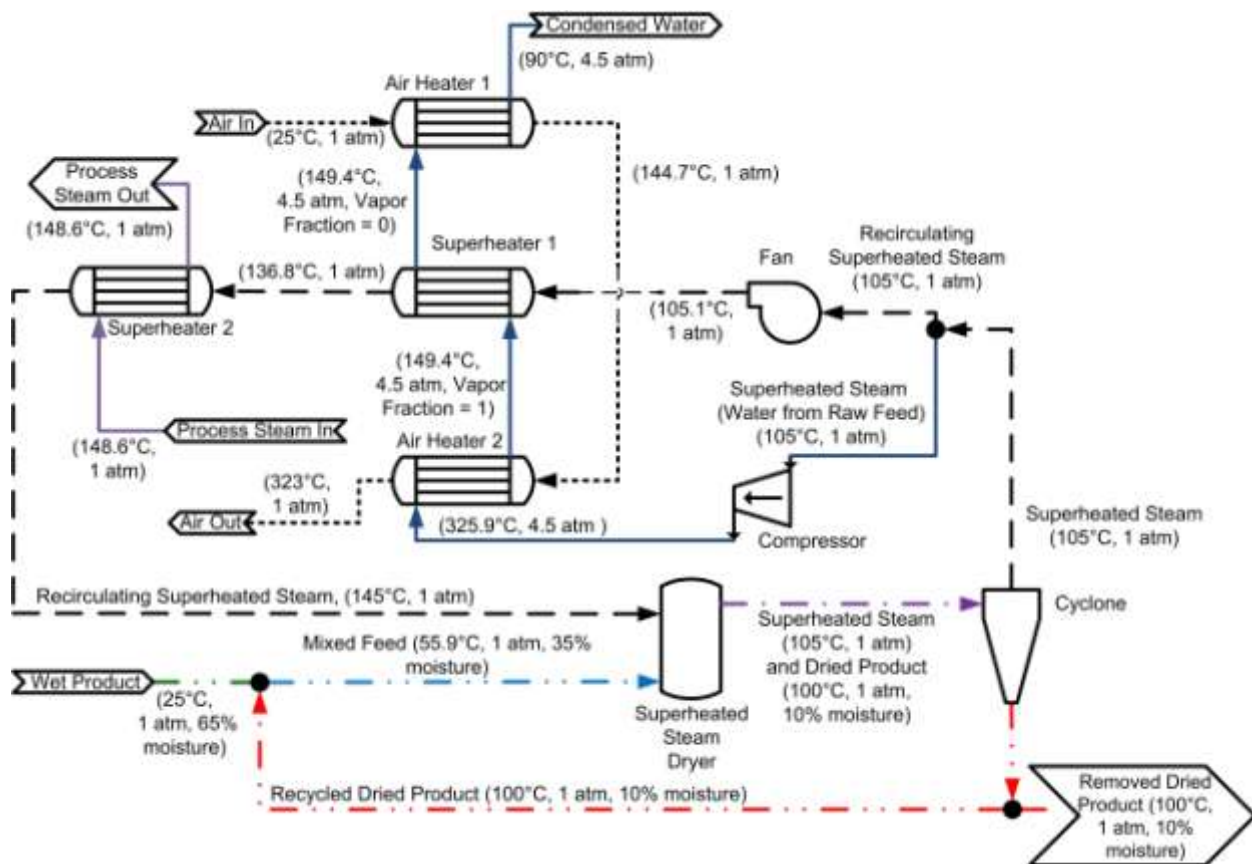 Condensed Water
(90°C, 4.5 atm)
Air Heater 1
Air In
(25°C, 1 atm)
Process
Steam Out
(148.6°C, 1 atm)
(149.4°C,
4.5 atm, Vapor
Fraction = 0)
(144.7°C, 1 atm)
Superheater 1
(136.8°C, 1 atm)
Superheater 2
Fan
Recirculating
Superheated Steam
(105°C, 1 atm)
(105.1°C,
1 atm)
(149.4°C,
4.5 atm, Vapor
Fraction = 1)
Superheated Steam
(Water from Raw Feed)
(105°C, 1 atm)
Process Steam In
(148.6°C,
1 atm)
Air Heater 2
(323°C,
1 atm)
Air Out
(325.9°C, 4.5 atm )
Compressor
Superheated Steam
(105°C, 1 atm)
Recirculating Superheated Steam, (145°C, 1 atm)
Cyclone
Mixed Feed (55.9°C, 1 atm, 35%
moisture)
Superheated Steam
(105°C, 1 atm)
and Dried Product
(100°C, 1 atm,
10% moisture)
Wet Product
(25°C,
1 atm, 65%
moisture)
Superheated
Steam
Dryer
Recycled Dried Product (100°C, 1 atm, 10% moisture)
Removed Dried
Product (100°C,
1 atm, 10%
moisture)